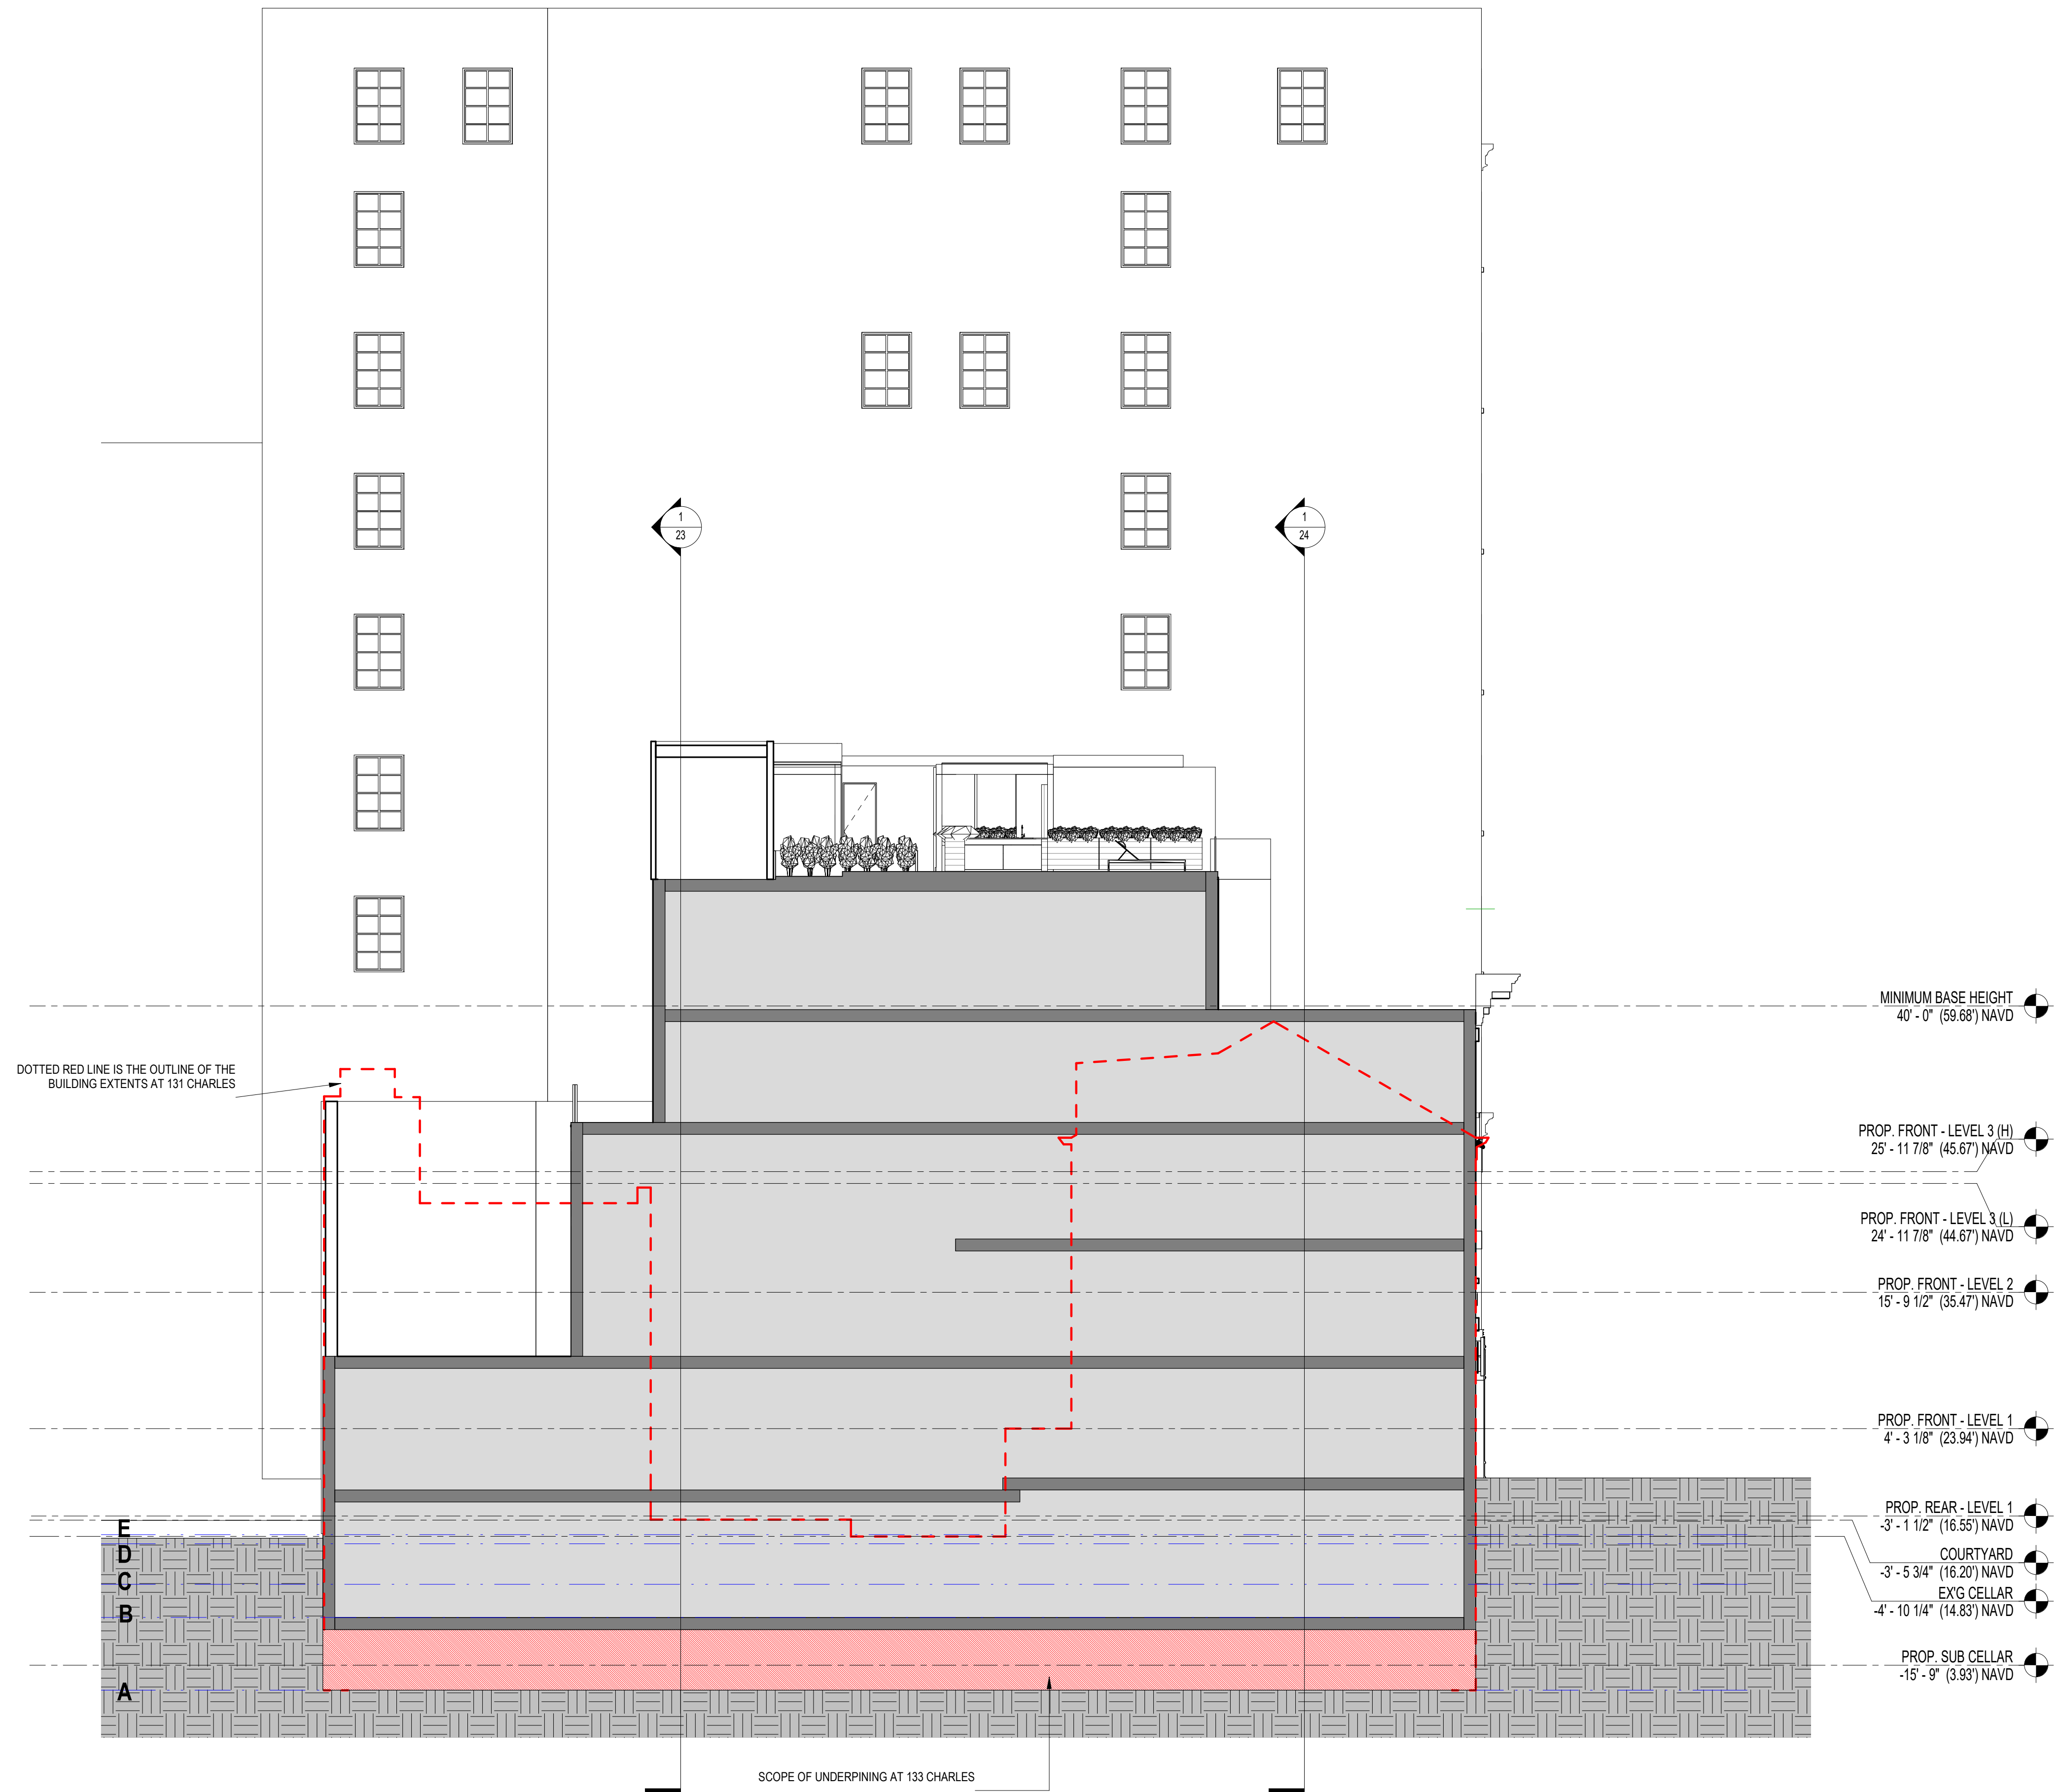 1
23
1
24
MINIMUM BASE HEIGHT
40' - 0" (59.68') NAVD
DOTTED RED LINE IS THE OUTLINE OF THE
BUILDING EXTENTS AT 131 CHARLES
PROP. FRONT - LEVEL 3 (H)
25' - 11 7/8" (45.67') NAVD
PROP. FRONT - LEVEL 3 (L)
24' - 11 7/8" (44.67') NAVD
PROP. FRONT - LEVEL 2
15' - 9 1/2" (35.47') NAVD
PROP. FRONT - LEVEL 1
4' - 3 1/8" (23.94') NAVD
PROP. REAR - LEVEL 1
-3' - 1 1/2" (16.55') NAVD
COURTYARD
-3' - 5 3/4" (16.20') NAVD
EX'G CELLAR
-4' - 10 1/4" (14.83') NAVD
PROP. SUB CELLAR
-15' - 9" (3.93') NAVD
E
D
C
B
A
SCOPE OF UNDERPINING AT 133 CHARLES